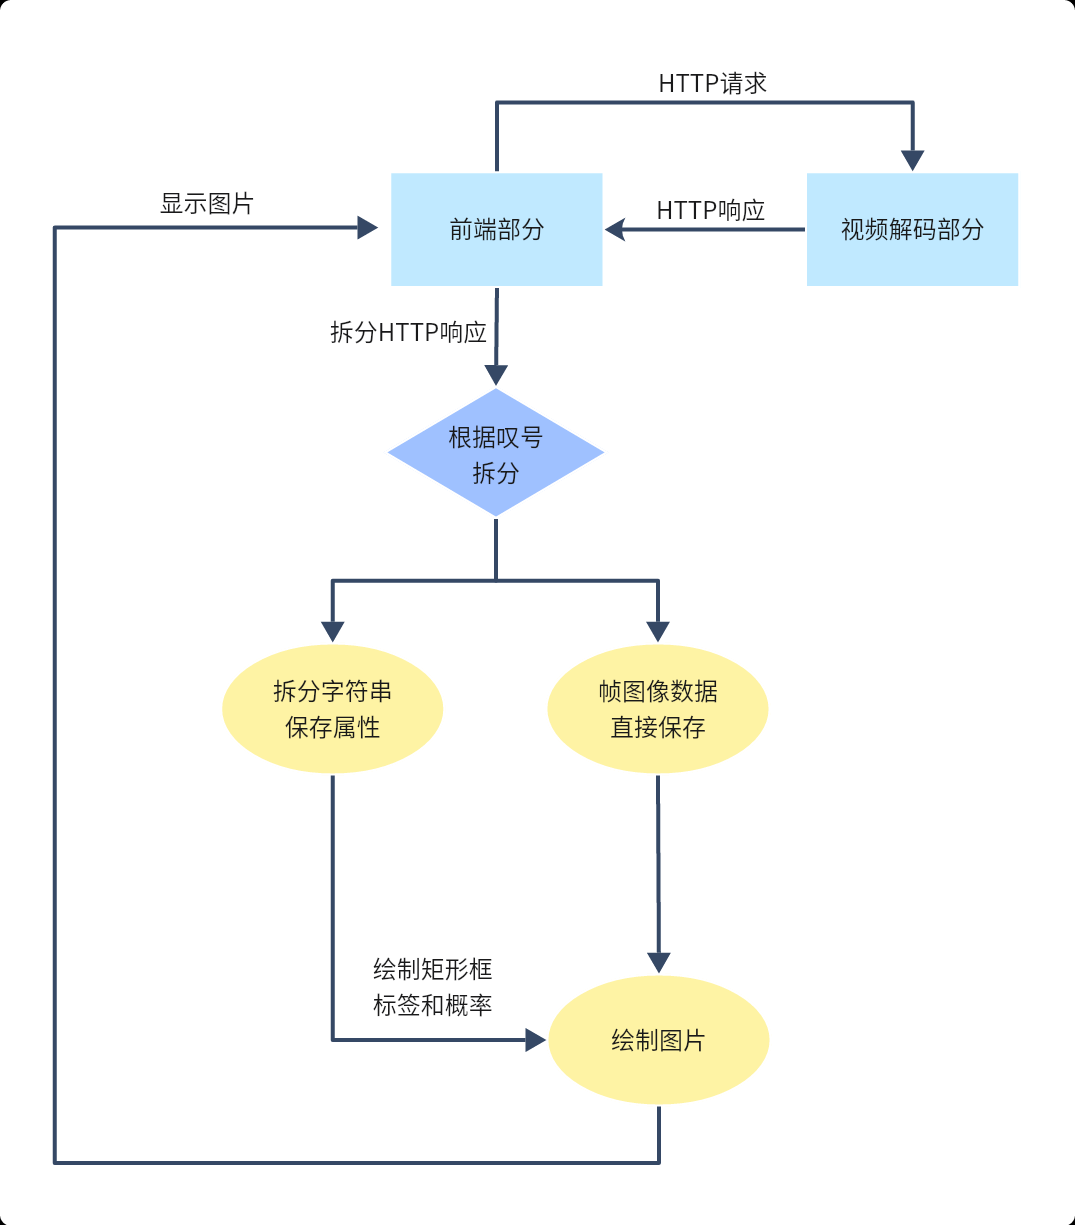 HTTP请求
显示图片
HTTP响应
前端部分
视频解码部分
拆分HTTP响应
根据叹号
拆分
拆分字符串
保存属性
帧图像数据
直接保存
绘制矩形框
标签和概率
绘制图片